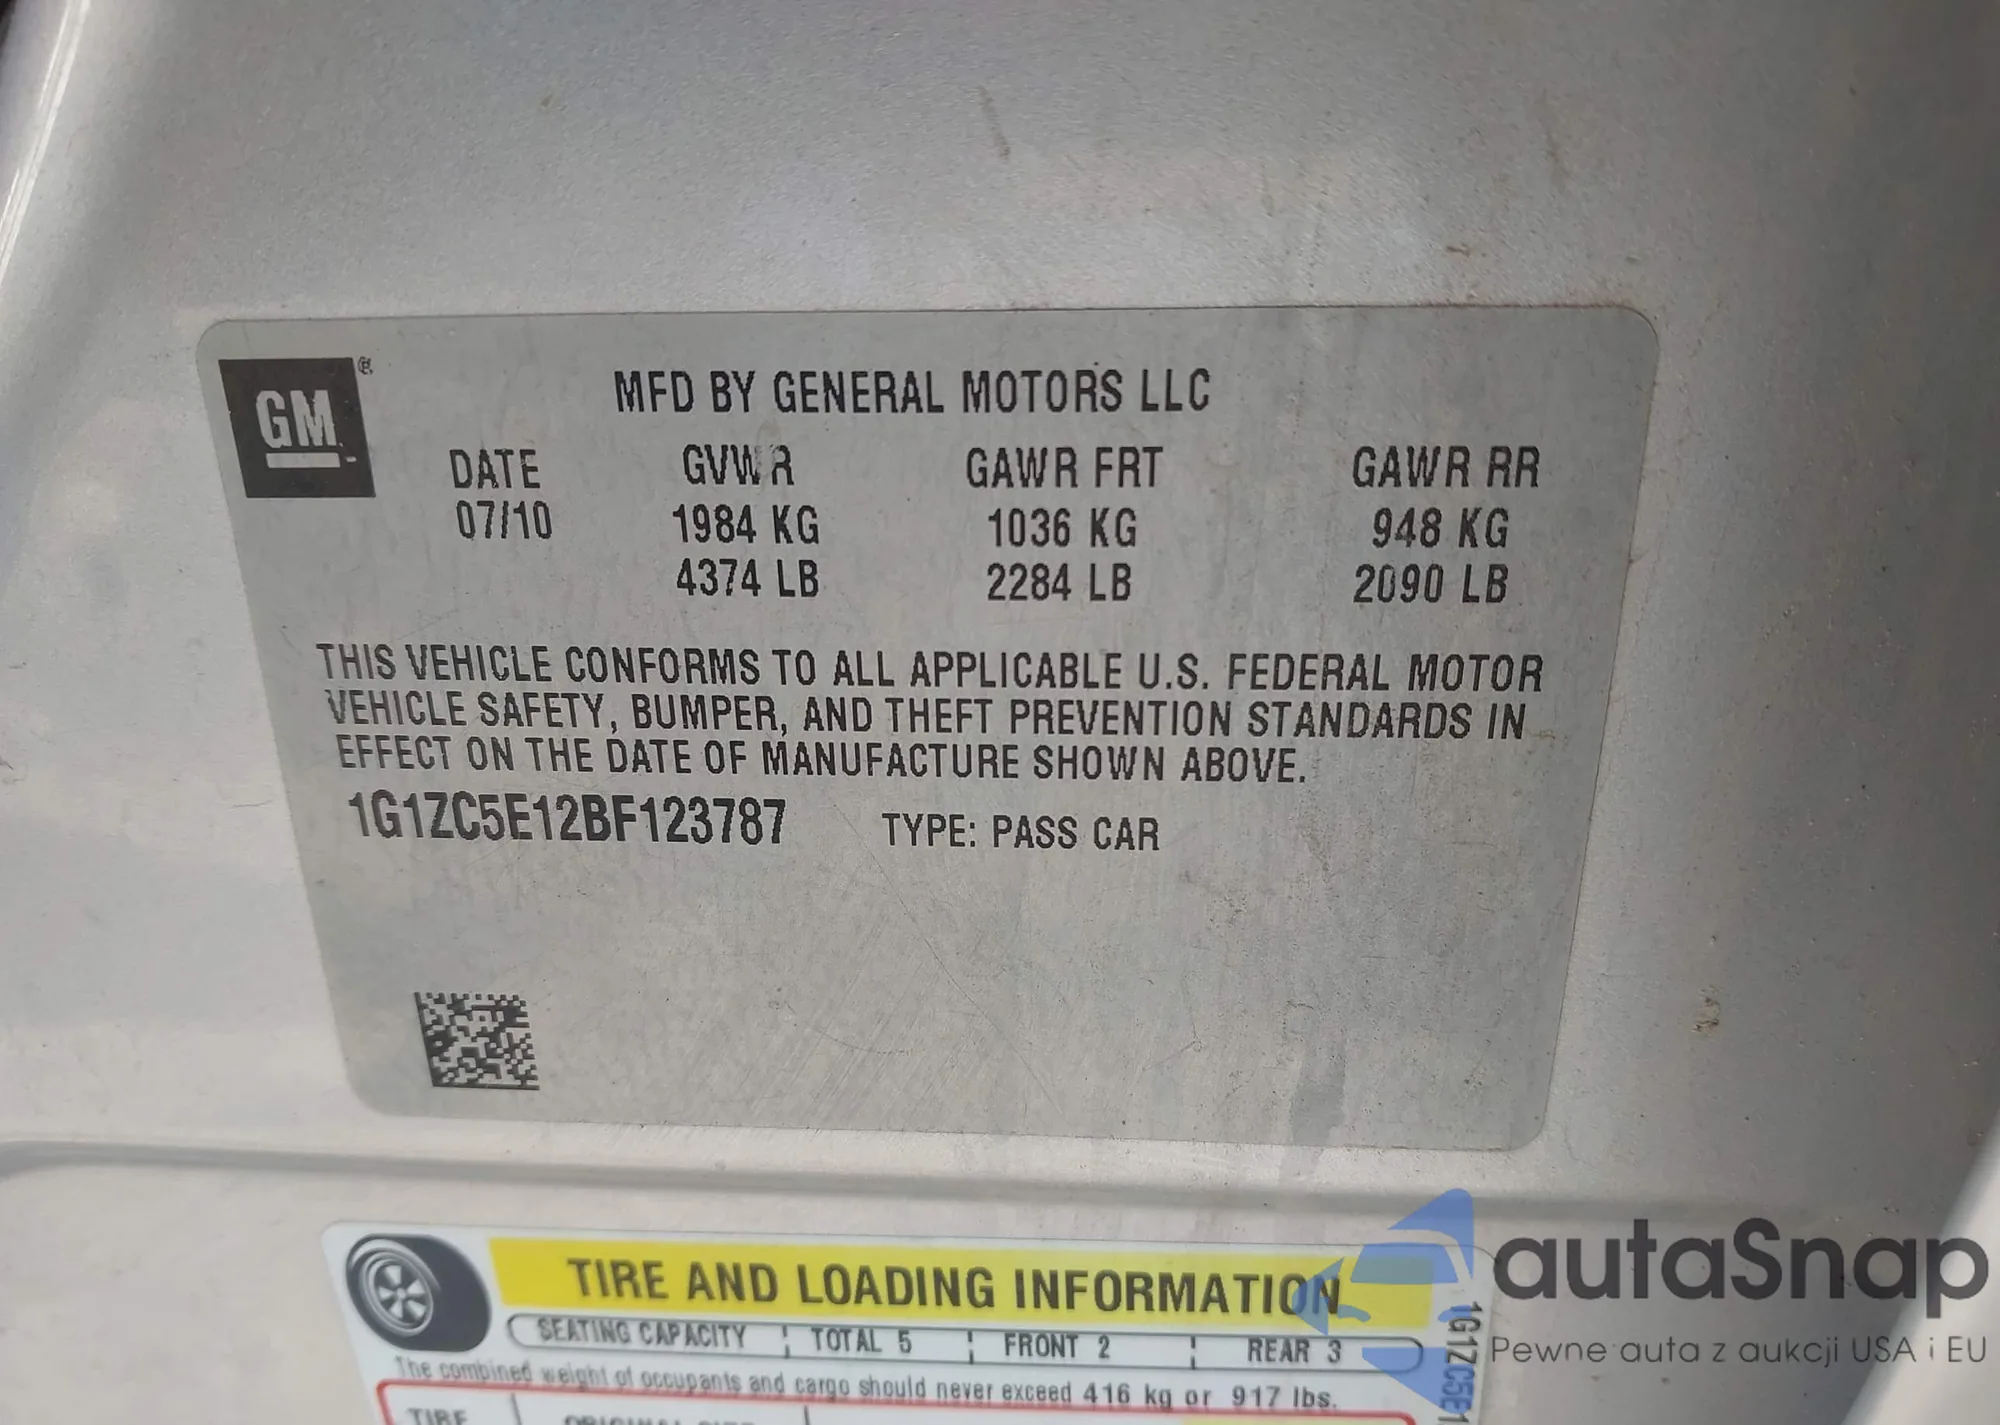 GM®
MFD BY GENERAL MOTORS LLC
DATE GVWR GAWR FRT GAWR RR
07/10 1984 KG 1036 KG 948 KG
4374 LB 2284 LB 2090 LB
THIS VEHICLE CONFORMS TO ALL APPLICABLE U.S. FEDERAL MOTOR
VEHICLE SAFETY, BUMPER, AND THEFT PREVENTION STANDARDS IN
EFFECT ON THE DATE OF MANUFACTURE SHOWN ABOVE.
1G1ZC5E12BF123787 TYPE: PASS CAR
TIRE AND LOADING INFORMATION
SEATING CAPACITY TOTAL 5 FRONT 2 REAR 3
The combined weight of occupants and cargo should never exceed 416 kg or 917 lbs.
TIRE
1G1ZC5E1
autaSnap
Pewne auta z aukcji USA i EU